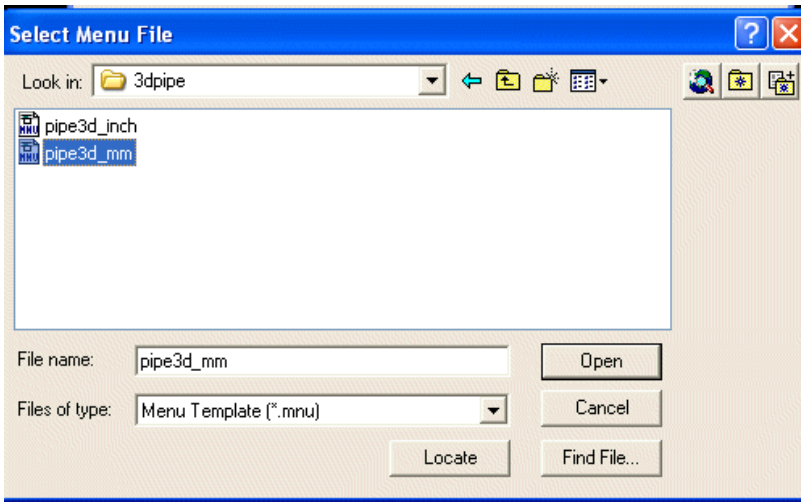 Select Menu File
Look in: 3dpipe
pipe3d_inch
pipe3d_mm
File name: pipe3d_mm Open
Files of type: Menu Template (*.mnu) Cancel
Locate Find File...